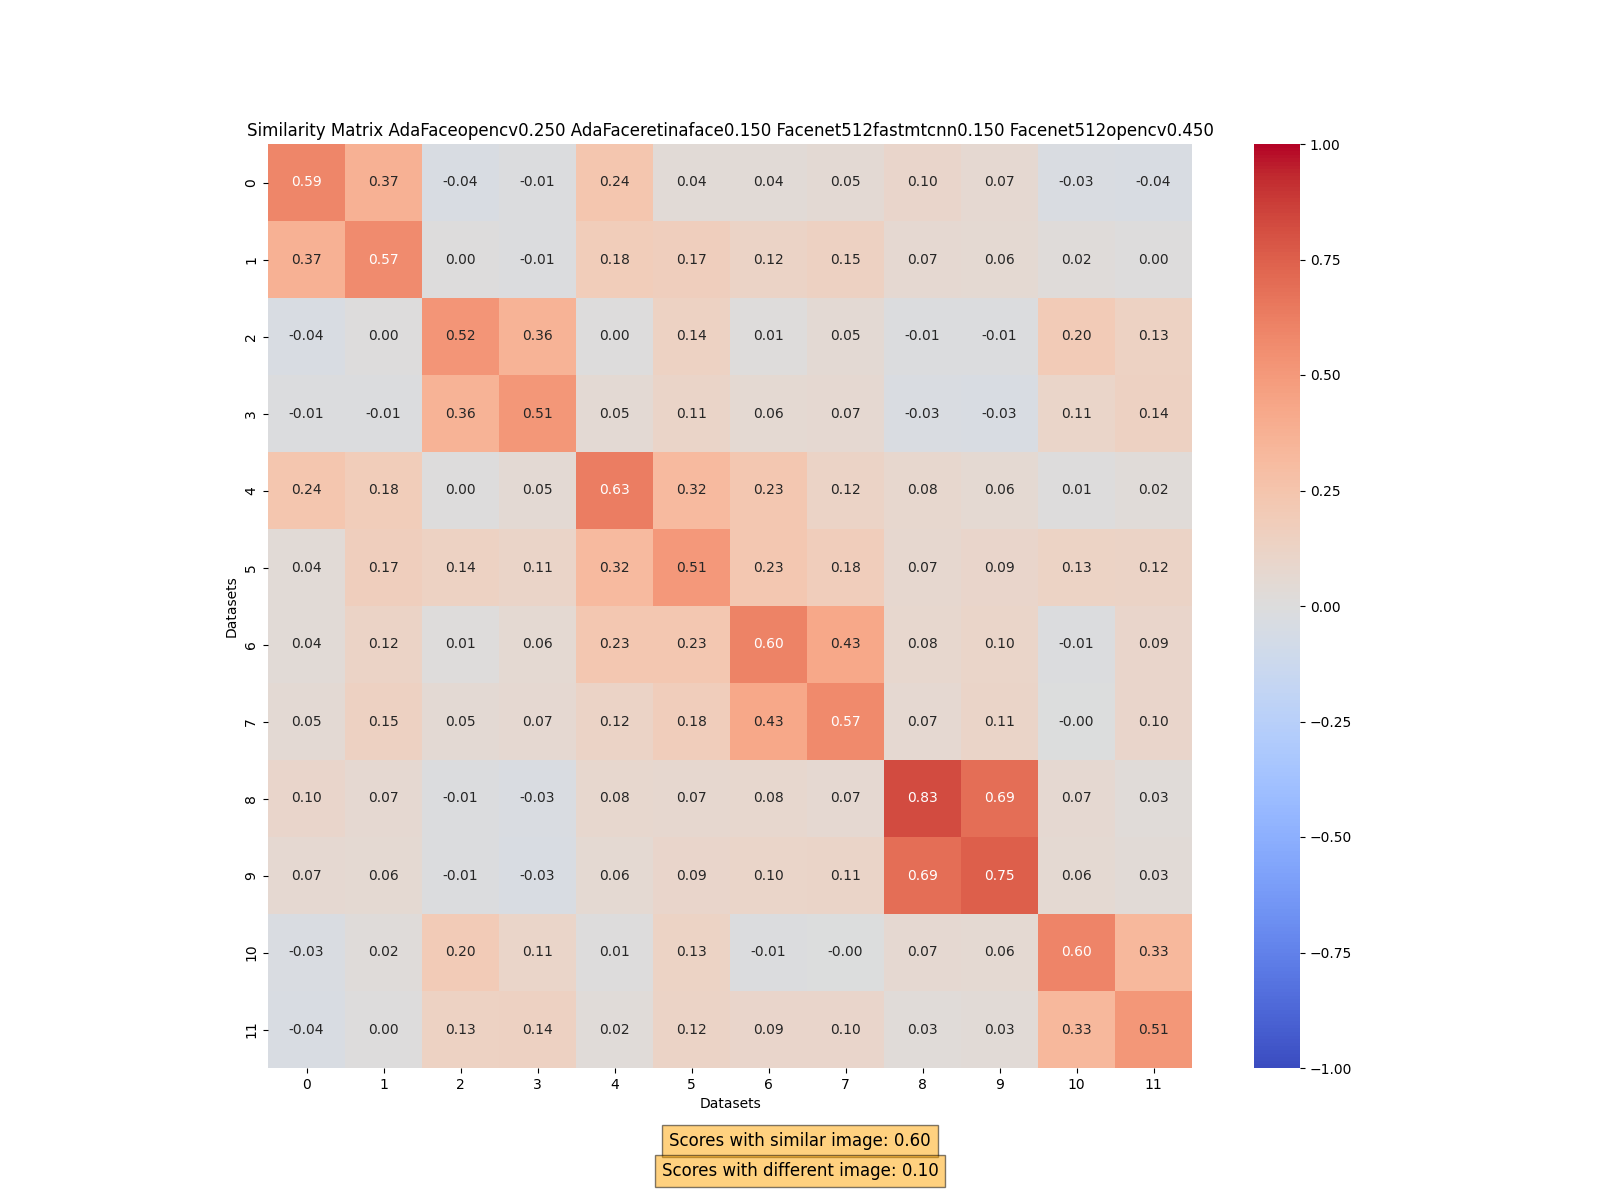 Similarity Matrix AdaFaceopencv0.250 AdaFaceretinaface0.150 Facenet512fastmtcnn0.150 Facenet512opencv0.450
0 0.59 0.37 -0.04 -0.01 0.24 0.04 0.04 0.05 0.10 0.07 -0.03 -0.04
1 0.37 0.57 0.00 -0.01 0.18 0.17 0.12 0.15 0.07 0.06 0.02 0.00
2 -0.04 0.00 0.52 0.36 0.00 0.14 0.01 0.05 -0.01 -0.01 0.20 0.13
3 -0.01 -0.01 0.36 0.51 0.05 0.11 0.06 0.07 -0.03 -0.03 0.11 0.14
4 0.24 0.18 0.00 0.05 0.63 0.32 0.23 0.12 0.08 0.06 0.01 0.02
5 0.04 0.17 0.14 0.11 0.32 0.51 0.23 0.18 0.07 0.09 0.13 0.12
6 0.04 0.12 0.01 0.06 0.23 0.23 0.60 0.43 0.08 0.10 -0.01 0.09
7 0.05 0.15 0.05 0.07 0.12 0.18 0.43 0.57 0.07 0.11 -0.00 0.10
8 0.10 0.07 -0.01 -0.03 0.08 0.07 0.08 0.07 0.83 0.69 0.07 0.03
9 0.07 0.06 -0.01 -0.03 0.06 0.09 0.10 0.11 0.69 0.75 0.06 0.03
10 -0.03 0.02 0.20 0.11 0.01 0.13 -0.01 -0.00 0.07 0.06 0.60 0.33
11 -0.04 0.00 0.13 0.14 0.02 0.12 0.09 0.10 0.03 0.03 0.33 0.51
0 1 2 3 4 5 6 7 8 9 10 11
Datasets
Datasets
1.00
0.75
0.50
0.25
0.00
−0.25
−0.50
−0.75
−1.00
Scores with similar image: 0.60
Scores with different image: 0.10